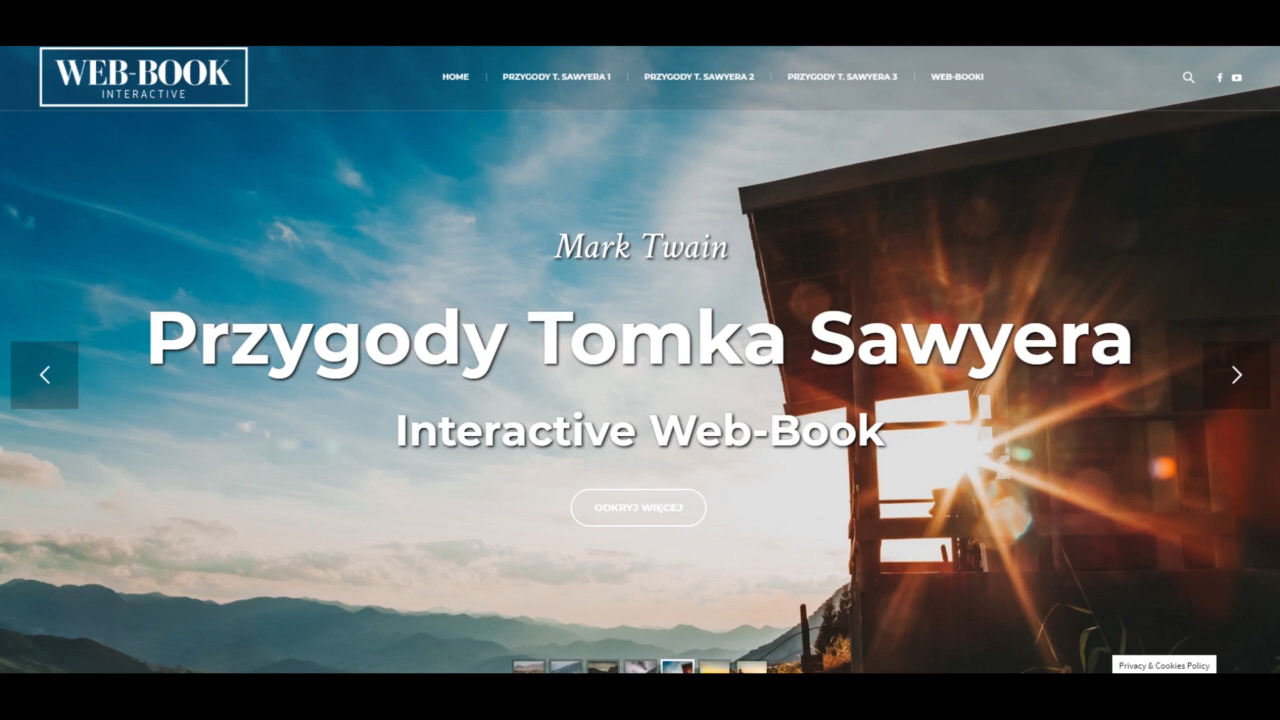 WEB-BOOK
INTERACTIVE
HOME
PRZYGODY T. SAWYERA 1
PRZYGODY T. SAWYERA 2
PRZYGODY T. SAWYERA 3
WEB-BOOKI
Mark Twain
Przygody Tomka Sawyera
Interactive Web-Book
ODKRYJ WIĘCEJ
Privacy & Cookies Policy